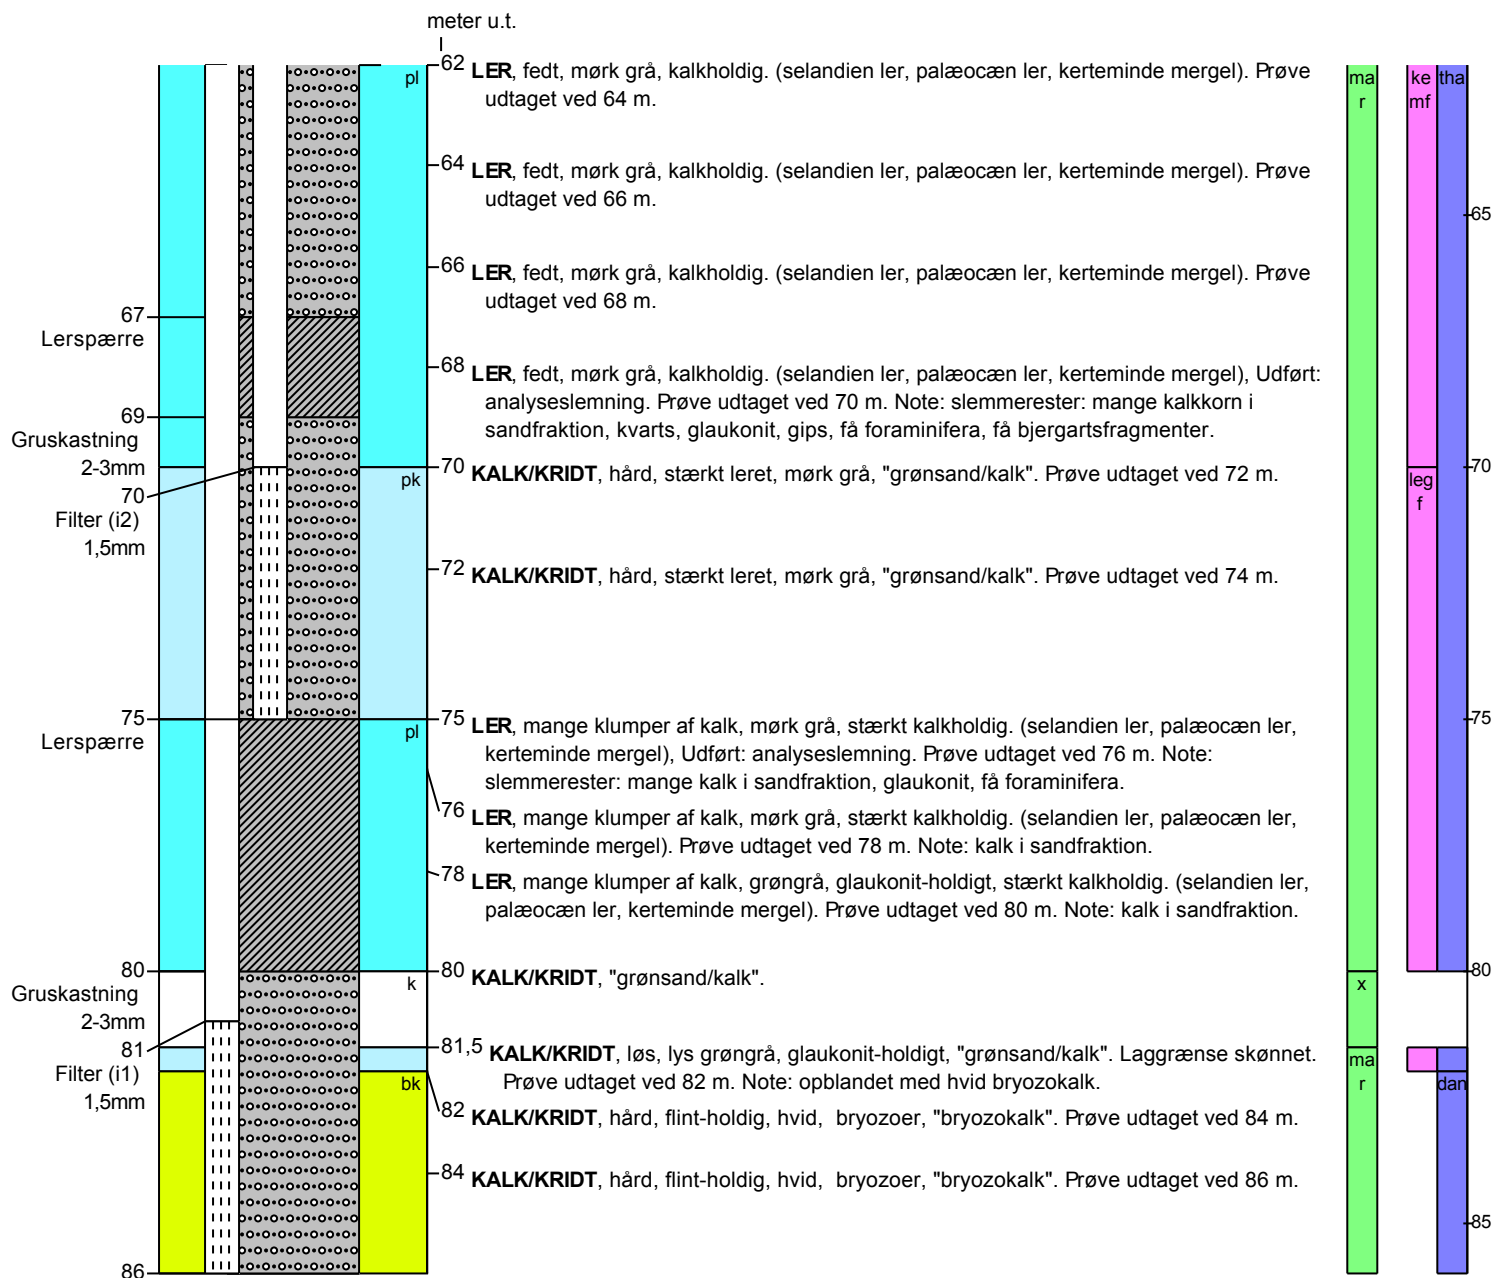 meter u.t.
62 LER, fedt, mørk grå, kalkholdig. (selandien ler, palæocæn ler, kerteminde mergel). Prøve
udtaget ved 64 m.
64 LER, fedt, mørk grå, kalkholdig. (selandien ler, palæocæn ler, kerteminde mergel). Prøve
udtaget ved 66 m.
66 LER, fedt, mørk grå, kalkholdig. (selandien ler, palæocæn ler, kerteminde mergel). Prøve
udtaget ved 68 m.
68 LER, fedt, mørk grå, kalkholdig. (selandien ler, palæocæn ler, kerteminde mergel), Udført:
analyseslemning. Prøve udtaget ved 70 m. Note: slemmerester: mange kalkkorn i
sandfraktion, kvarts, glaukonit, gips, få foraminifera, få bjergartsfragmenter.
70 KALK/KRIDT, hård, stærkt leret, mørk grå, "grønsand/kalk". Prøve udtaget ved 72 m.
72 KALK/KRIDT, hård, stærkt leret, mørk grå, "grønsand/kalk". Prøve udtaget ved 74 m.
75 LER, mange klumper af kalk, mørk grå, stærkt kalkholdig. (selandien ler, palæocæn ler,
kerteminde mergel), Udført: analyseslemning. Prøve udtaget ved 76 m. Note:
slemmerester: mange kalk i sandfraktion, glaukonit, få foraminifera.
76 LER, mange klumper af kalk, mørk grå, stærkt kalkholdig. (selandien ler, palæocæn ler,
kerteminde mergel). Prøve udtaget ved 78 m. Note: kalk i sandfraktion.
78 LER, mange klumper af kalk, grøngrå, glaukonit-holdigt, stærkt kalkholdig. (selandien ler,
palæocæn ler, kerteminde mergel). Prøve udtaget ved 80 m. Note: kalk i sandfraktion.
80 KALK/KRIDT, "grønsand/kalk".
81,5 KALK/KRIDT, løs, lys grøngrå, glaukonit-holdigt, "grønsand/kalk". Laggrænse skønnet.
Prøve udtaget ved 82 m. Note: opblandet med hvid bryozokalk.
82 KALK/KRIDT, hård, flint-holdig, hvid, bryozoer, "bryozokalk". Prøve udtaget ved 84 m.
84 KALK/KRIDT, hård, flint-holdig, hvid, bryozoer, "bryozokalk". Prøve udtaget ved 86 m.
67
Lerspærre
69
Gruskastning
2-3mm
70
Filter (i2)
1,5mm
75
Lerspærre
80
Gruskastning
2-3mm
81
Filter (i1)
1,5mm
86
pl
pk
pl
k
bk
ma
r
x
ma
r
ke
mf
leg
f
tha
dan
65
70
75
80
85